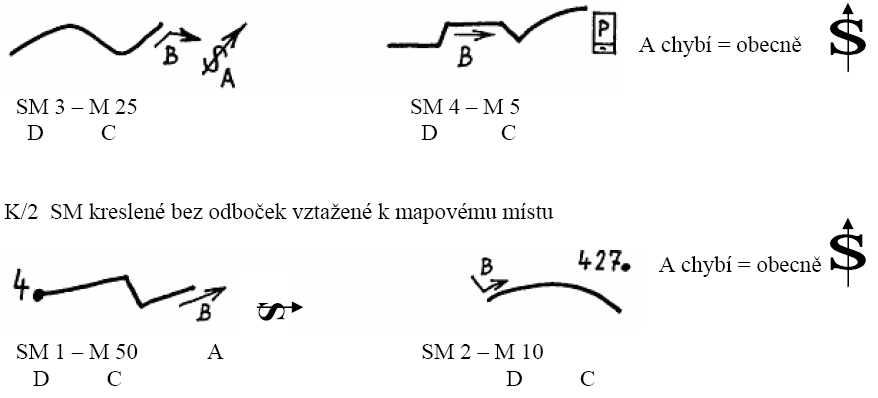 B S A
B P A chybí = obecně S
SM 3 – M 25 SM 4 – M 5
D C D C
K/2 SM kreslené bez odboček vztažené k mapovému místu
4 B S
B 427. A chybí = obecně S
SM 1 – M 50 A SM 2 – M 10
D C D C